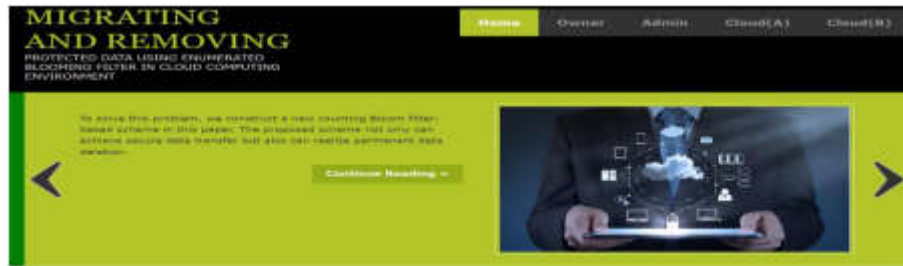 MIGRATING
AND REMOVING
PROTECTED DATA USING ENUMERATED
BLOOMING FILTER IN CLOUD COMPUTING
ENVIRONMENT
Home Owner Admin Cloud(A) Cloud(B)
To solve this problem, we construct a new counting Bloom filter-
based scheme in this paper. The proposed scheme not only can
achieve secure data transfer but also can realize permanent data
deletion.
Continue Reading »